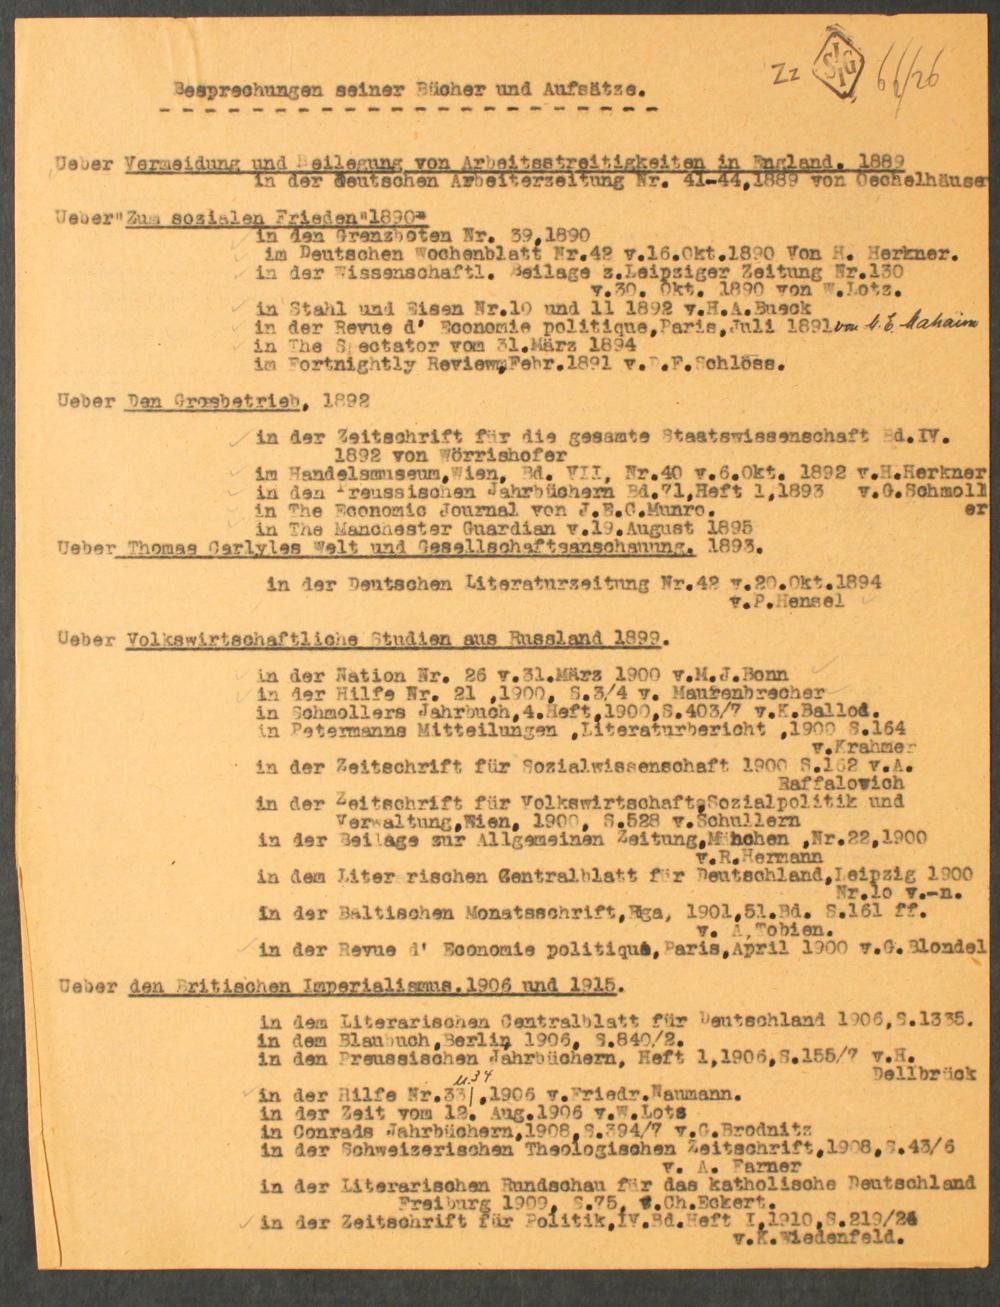 Zz SIG 66/26
Besprechungen seiner Bücher und Aufsätze.
Ueber Vermeidung und Beilegung von Arbeitsstreitigkeiten in England. 1889
in der deutschen Arbeiterzeitung Nr. 41-44,1889 von Oechelhäuse
Ueber "Zum sozialen Frieden" 1890"
in den Grenzboten Nr. 39,1890
im Deutschen Wochenblatt Nr.42 v.16.Okt.1890 Von H. Herkner.
in der Wissenschaftl. Beilage z.Leipziger Zeitung Nr.130
v.30. Okt. 1890 von W.Lotz.
in Stahl und Eisen Nr.10 und 11 1892 v.H.A.Bueck
in der Revue d' Economie politique,Paris,Juli 1891 von E. Mahaim
in The Spectator vom 31.März 1894
im Fortnightly Review,Febr.1891 v.D.F.Schlöss.
Ueber Den Grosbetrieb, 1892
in der Zeitschrift für die gesamte Staatswissenschaft Bd.IV.
1892 von Wörrishofer
im Handelsmuseum,Wien, Bd. VII, Nr.40 v.6.Okt. 1892 v.H.Herkner
in den Preussischen Jahrbüchern Bd.71,Heft 1,1893 v.G.Schmoll
in The Economic Journal von J.E.C.Munro. er
in The Manchester Guardian v.19.August 1895
Ueber Thomas Carlyles Welt und Gesellschaftsanschauung. 1893.
in der Deutschen Literaturzeitung Nr.42 v.20.Okt.1894
v.P.Hensel
Ueber Volkswirtschaftliche Studien aus Russland 1899.
in der Nation Nr. 26 v.31.März 1900 v.M.J.Bonn
in der Hilfe Nr. 21 ,1900, S.3/4 v. Maurenbrecher
in Schmollers Jahrbuch,4.Heft,1900,S.403/7 v.K.Ballod.
in Petermanns Mitteilungen ,Literaturbericht ,1900 S.164
v.Krahmer
in der Zeitschrift für Sozialwissenschaft 1900 S.162 v.A.
Raffalowich
in der Zeitschrift für Volkswirtschaft,Sozialpolitik und
Verwaltung,Wien, 1900, S.528 v.Schullern
in der Beilage zur Allgemeinen Zeitung,München ,Nr.22,1900
v.R.Hermann
in dem Liter rischen Centralblatt für Deutschland,Leipzig 1900
Nr.10 v.-n.
in der Baltischen Monatsschrift,Rga, 1901,51.Bd. S.161 ff.
v. A,Tobien.
in der Revue d' Economie politique,Paris,April 1900 v.G.Blondel
Ueber den Britischen Imperialismus.1906 und 1915.
in dem Literarischen Centralblatt für Deutschland 1906,S.1335.
in dem Blaubuch,Berlin 1906, S.840/2.
in den Preussischen Jahrbüchern, Heft 1,1906,S.155/7 v.H.
Dellbrück
u.34
in der Hilfe Nr.33|,1906 v.Friedr.Naumann.
in der Zeit vom 12. Aug.1906 v.W.Lots
in Conrads Jahrbüchern,1908,S.394/7 v.G.Brodnitz
in der Schweizerischen Theologischen Zeitschrift,1908,S.43/6
v. A. Farner
in der Literarischen Rundschau für das katholische Deutschland
Freiburg 1909, S.75, v.Ch.Eckert.
in der Zeitschrift für Politik,IV.Bd.Heft I,1910,S.219/24
v.K.Wiedenfeld.